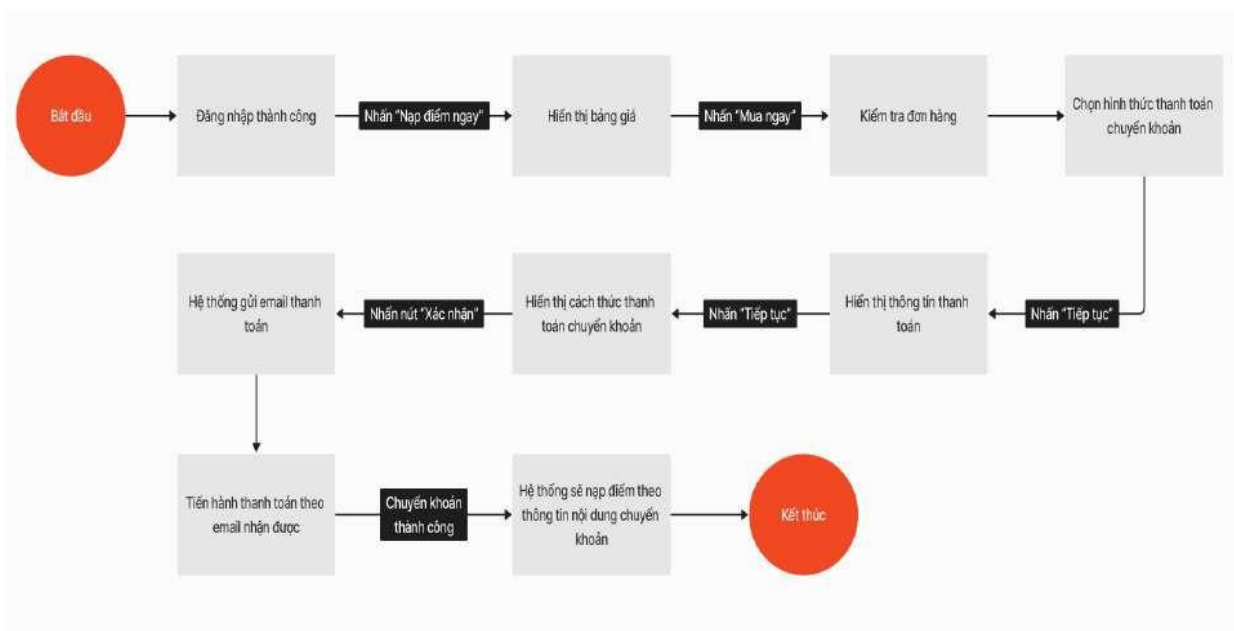 Bắt đầu
Đăng nhập thành công
Nhấn "Nạp điểm ngay"
Hiển thị bảng giá
Nhấn "Mua ngay"
Kiểm tra đơn hàng
Chọn hình thức thanh toán
chuyển khoản
Nhấn "Tiếp tục"
Hiển thị thông tin thanh
toán
Nhấn "Tiếp tục"
Hiển thị cách thức thanh
toán chuyển khoản
Nhấn nút "Xác nhận"
Hệ thống gửi email thanh
toán
Tiến hành thanh toán theo
email nhận được
Chuyển khoản
thành công
Hệ thống sẽ nạp điểm theo
thông tin nội dung chuyển
khoản
Kết thúc